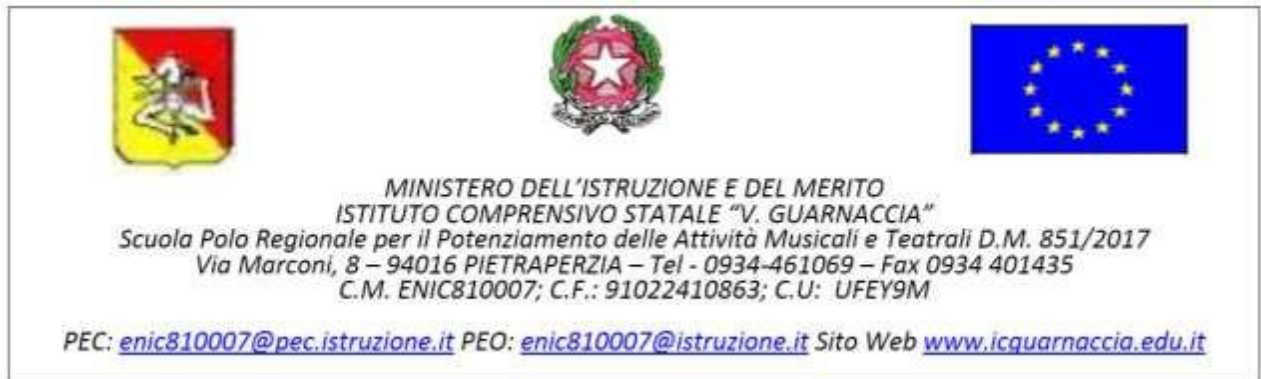 MINISTERO DELL'ISTRUZIONE E DEL MERITO
ISTITUTO COMPRENSIVO STATALE "V. GUARNACCIA"
Scuola Polo Regionale per il Potenziamento delle Attività Musicali e Teatrali D.M. 851/2017
Via Marconi, 8 – 94016 PIETRAPERZIA – Tel - 0934-461069 – Fax 0934 401435
C.M. ENIC810007; C.F.: 91022410863; C.U: UFEY9M
PEC: enic810007@pec.istruzione.it PEO: enic810007@istruzione.it Sito Web www.icguarnaccia.edu.it